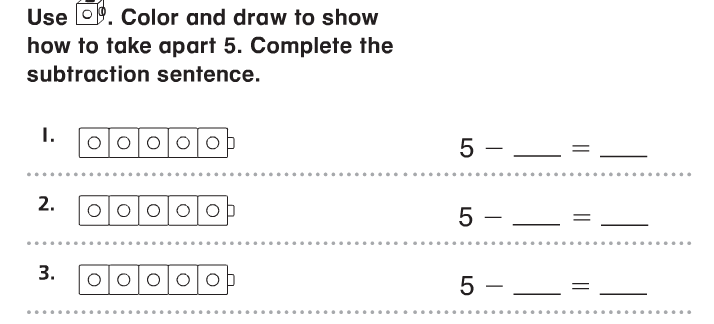 Use . Color and draw to show
how to take apart 5. Complete the
subtraction sentence.
1. 5 − ___ = ___
2. 5 − ___ = ___
3. 5 − ___ = ___